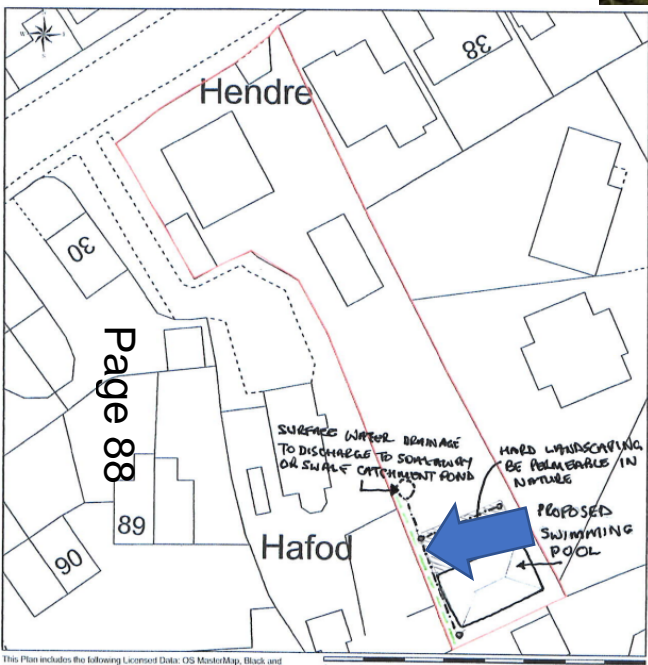 38
Hendre
30
Page 88
SURFACE WATER DRAINAGE
TO DISCHARGE TO SOAKAWAY
OR SWALE CATCHMENT POND
HARD LANDSCAPING
BE PERMEABLE IN
NATURE
PROPOSED
SWIMMING
POOL
89
90
Hafod
This Plan includes the following Licensed Data: OS MasterMap, Black and